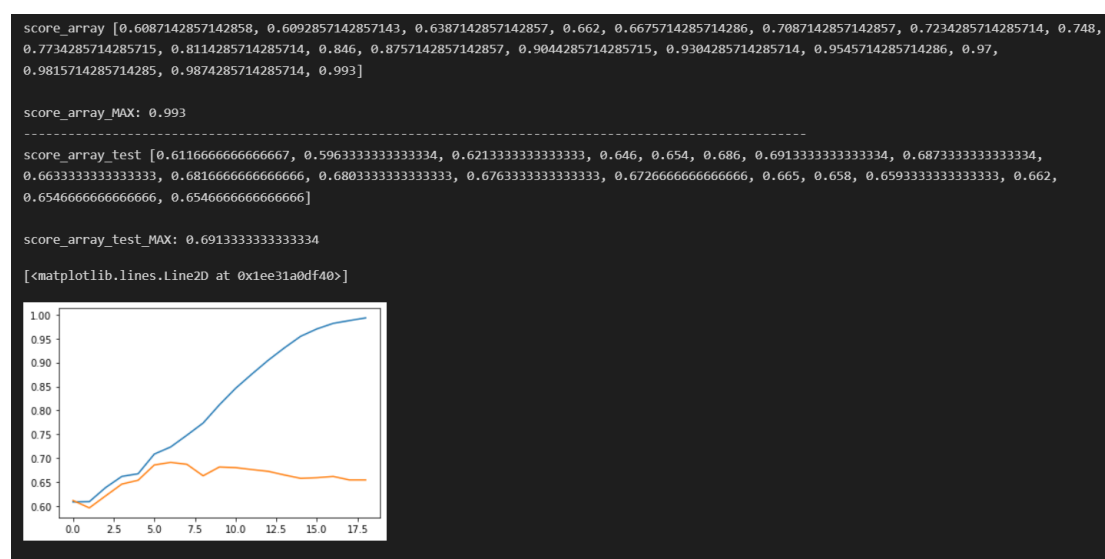 score_array [0.6087142857142858, 0.6092857142857143, 0.6387142857142857, 0.662, 0.6675714285714286, 0.7087142857142857, 0.7234285714285714, 0.748,
0.7734285714285715, 0.8114285714285714, 0.846, 0.8757142857142857, 0.9044285714285715, 0.9304285714285714, 0.9545714285714286, 0.97,
0.9815714285714285, 0.9874285714285714, 0.993]
score_array_MAX: 0.993
----------------------------------------------------------------------------------------------------------
score_array_test [0.6116666666666667, 0.5963333333333334, 0.6213333333333333, 0.646, 0.654, 0.686, 0.6913333333333334, 0.6873333333333334,
0.6633333333333333, 0.6816666666666666, 0.6803333333333333, 0.6763333333333333, 0.6726666666666666, 0.665, 0.658, 0.6593333333333333, 0.662,
0.6546666666666666, 0.6546666666666666]
score_array_test_MAX: 0.6913333333333334
[<matplotlib.lines.Line2D at 0x1ee31a0df40>]
1.00
0.95
0.90
0.85
0.80
0.75
0.70
0.65
0.60
0.0 2.5 5.0 7.5 10.0 12.5 15.0 17.5